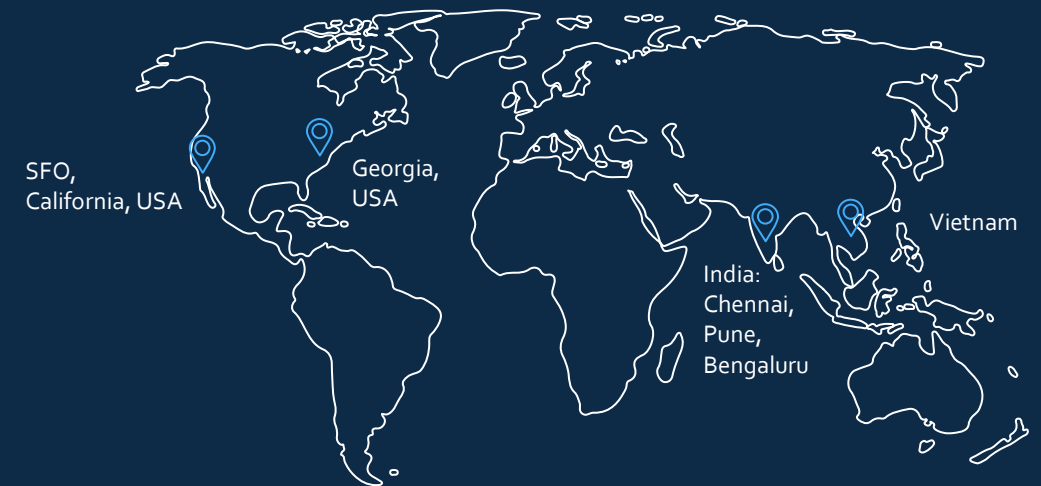 SFO,
California, USA
Georgia,
USA
India:
Chennai,
Pune,
Bengaluru
Vietnam